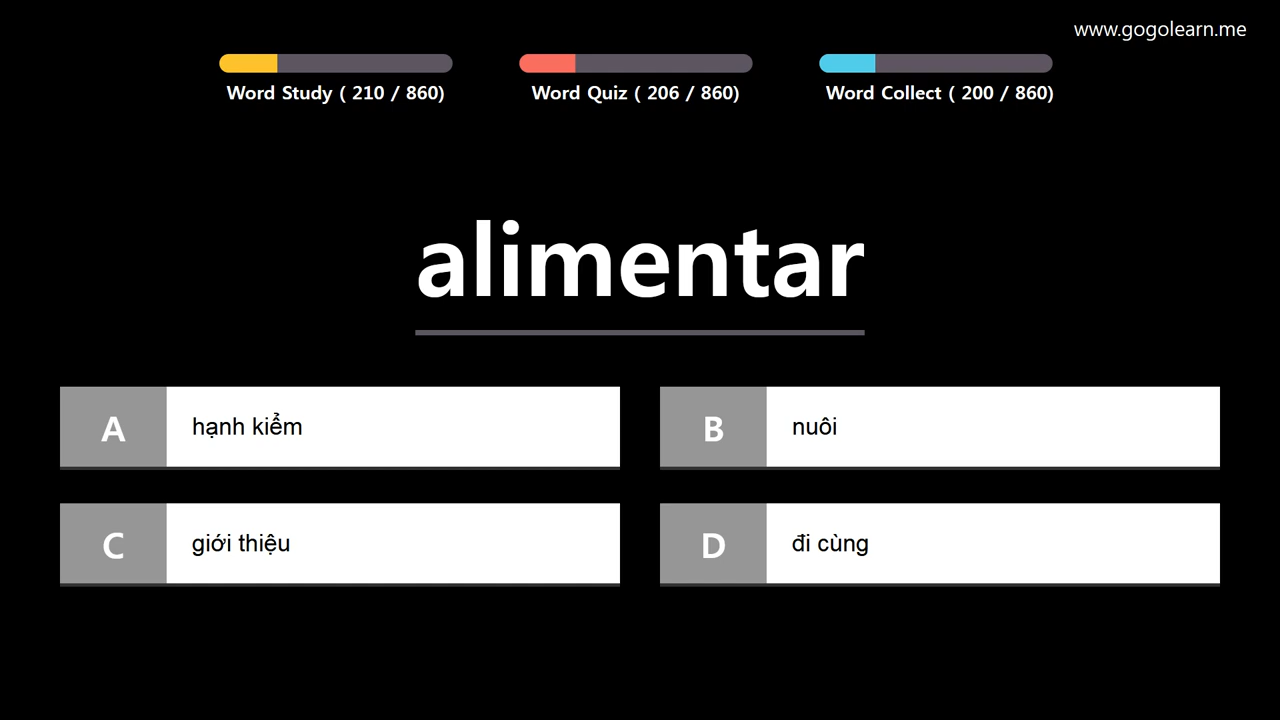 www.gogolearn.me
Word Study ( 210 / 860)
Word Quiz ( 206 / 860)
Word Collect ( 200 / 860)
alimentar
A
hạnh kiểm
B
nuôi
C
giới thiệu
D
đi cùng